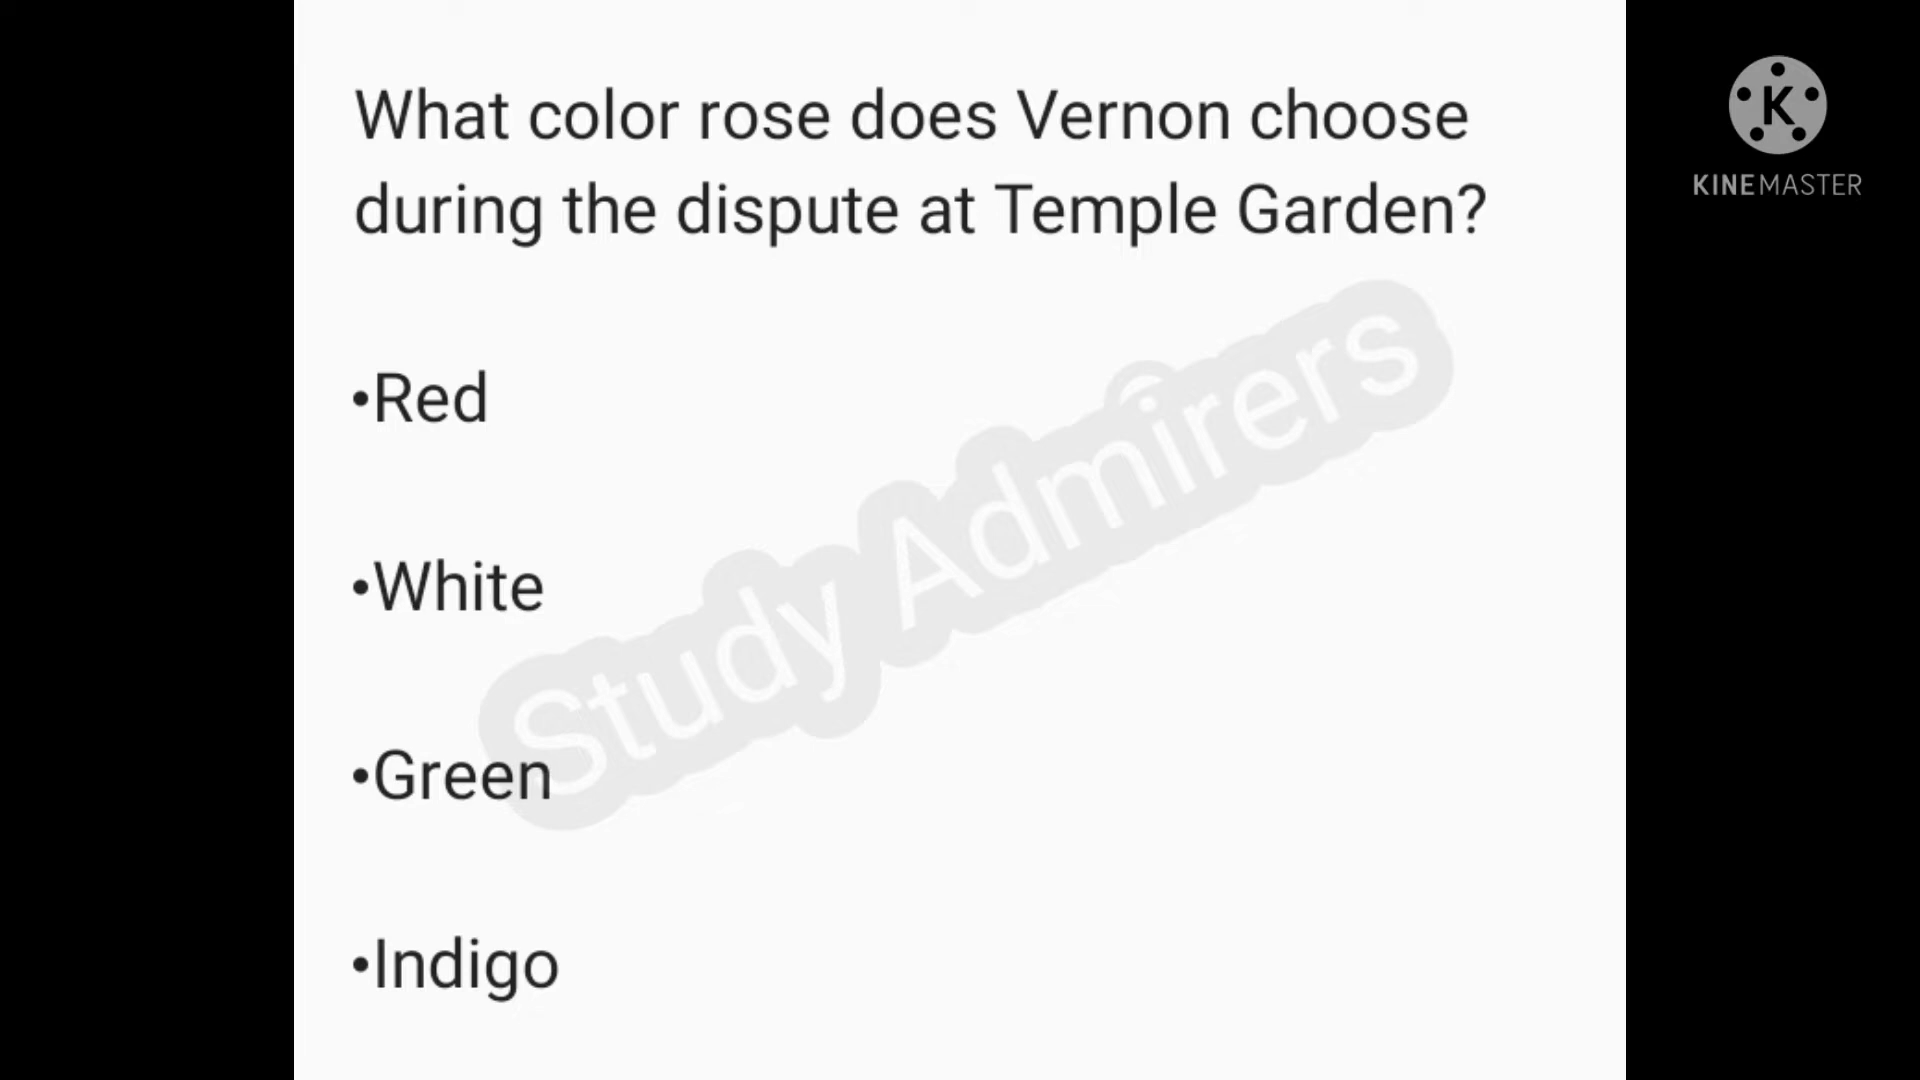 What color rose does Vernon choose
during the dispute at Temple Garden?
•Red
•White
•Green
•Indigo
Study Admirers
K
KINEMASTER